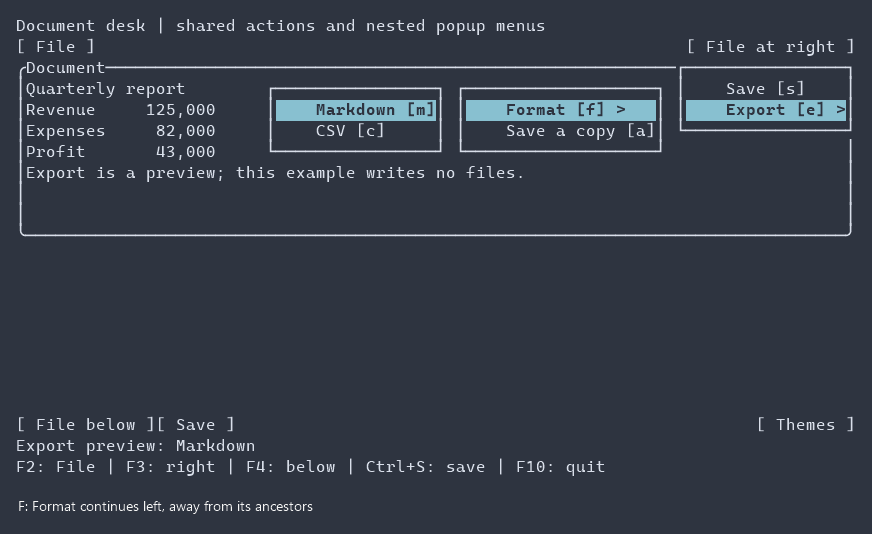 Document desk | shared actions and nested popup menus
[ File ] [ File at right ]
Document
Quarterly report Save [s]
Revenue 125,000 Markdown [m] Format [f] > Export [e] >
Expenses 82,000 CSV [c] Save a copy [a]
Profit 43,000
Export is a preview; this example writes no files.
[ File below ][ Save ] [ Themes ]
Export preview: Markdown
F2: File | F3: right | F4: below | Ctrl+S: save | F10: quit
F: Format continues left, away from its ancestors